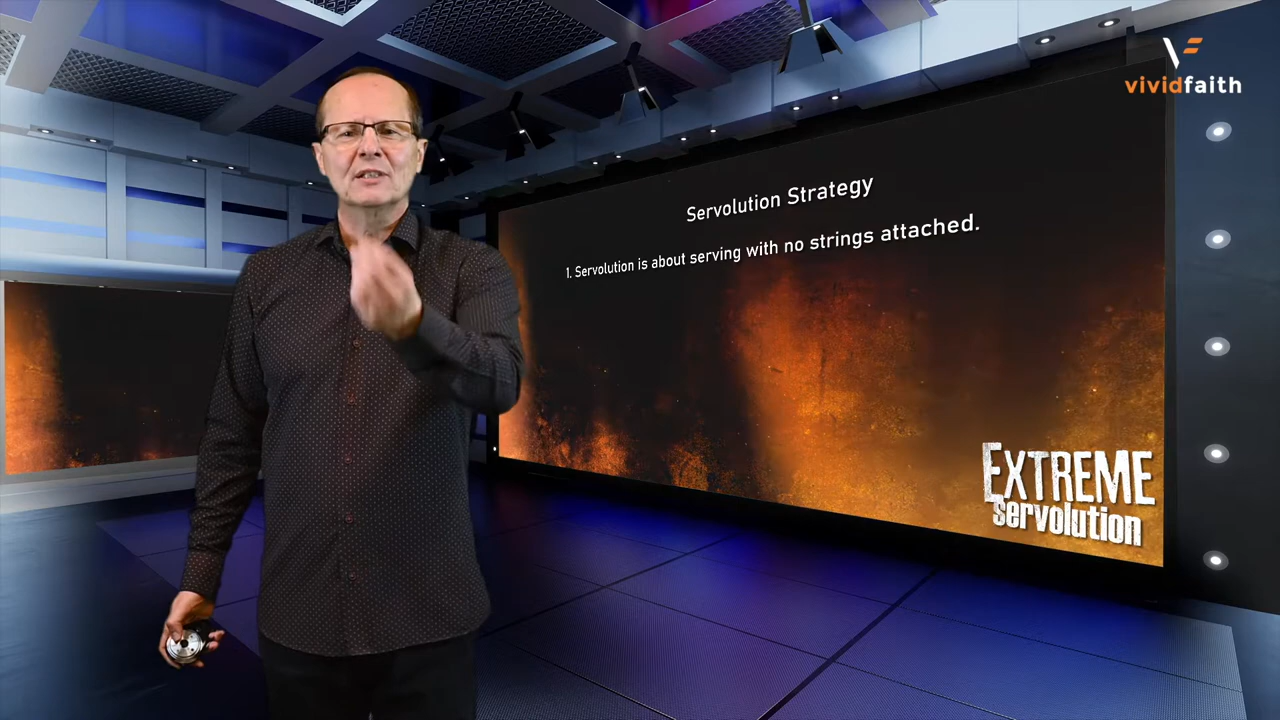 vividfaith
Servolution Strategy
1. Servolution is about serving with no strings attached.
EXTREME
servolution